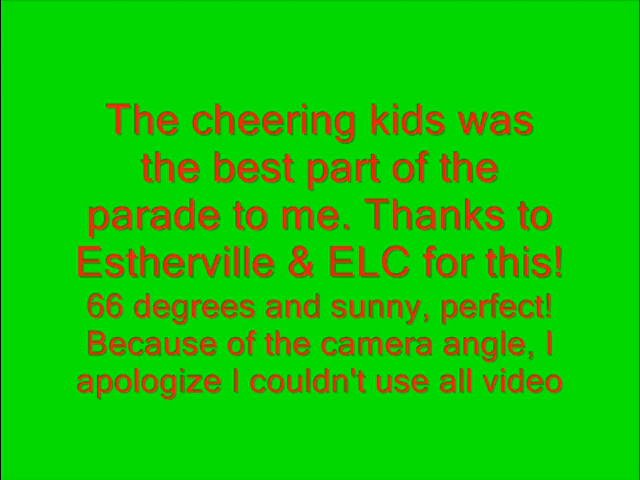 The cheering kids was
the best part of the
parade to me. Thanks to
Estherville & ELC for this!
66 degrees and sunny, perfect!
Because of the camera angle, I
apologize I couldn't use all video